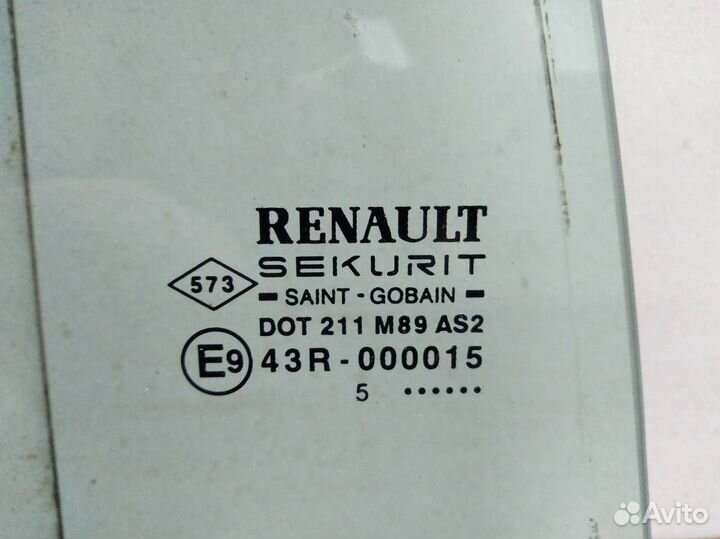 RENAULT
573
SEKURIT
SAINT - GOBAIN
DOT 211 M89 AS2
E9 43R - 000015
5 ......
Avito